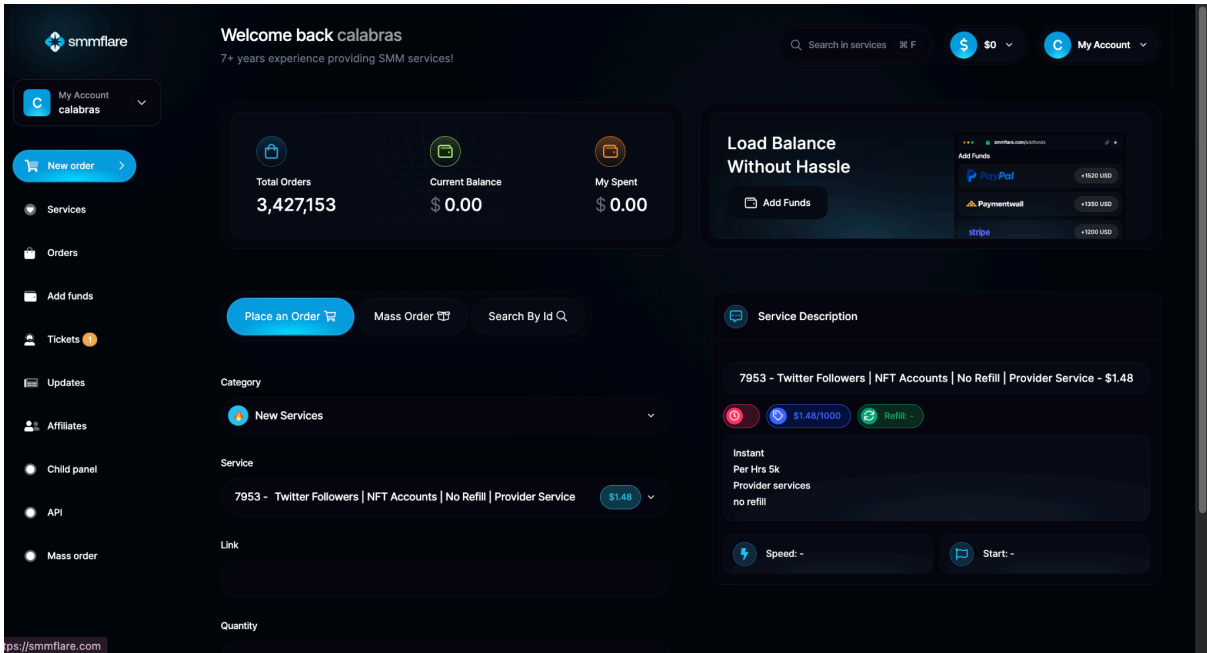 smmflare
My Account
calabras
New order
Services
Orders
Add funds
Tickets 1
Updates
Affiliates
Child panel
API
Mass order
Welcome back calabras
7+ years experience providing SMM services!
Search in services ⌘ F
$ $0
C My Account
Total Orders
3,427,153
Current Balance
$ 0.00
My Spent
$ 0.00
Load Balance
Without Hassle
Add Funds
smmflare.com/addfunds
Add Funds
PayPal +1520 USD
Paymentwall +1350 USD
stripe +1200 USD
Place an Order
Mass Order
Search By Id
Category
New Services
Service
7953 - Twitter Followers | NFT Accounts | No Refill | Provider Service $1.48
Link
Quantity
Service Description
7953 - Twitter Followers | NFT Accounts | No Refill | Provider Service - $1.48
$1.48/1000
Refill: -
Instant
Per Hrs 5k
Provider services
no refill
Speed: -
Start: -
tps://smmflare.com